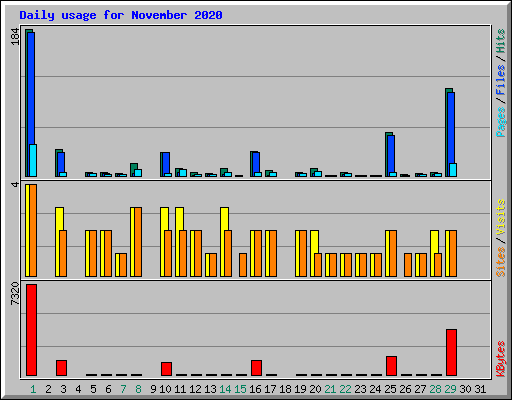 Daily usage for November 2020
184
Pages / Files / Hits
4
Sites / Visits
7320
KBytes
1 2 3 4 5 6 7 8 9 10 11 12 13 14 15 16 17 18 19 20 21 22 23 24 25 26 27 28 29 30 31